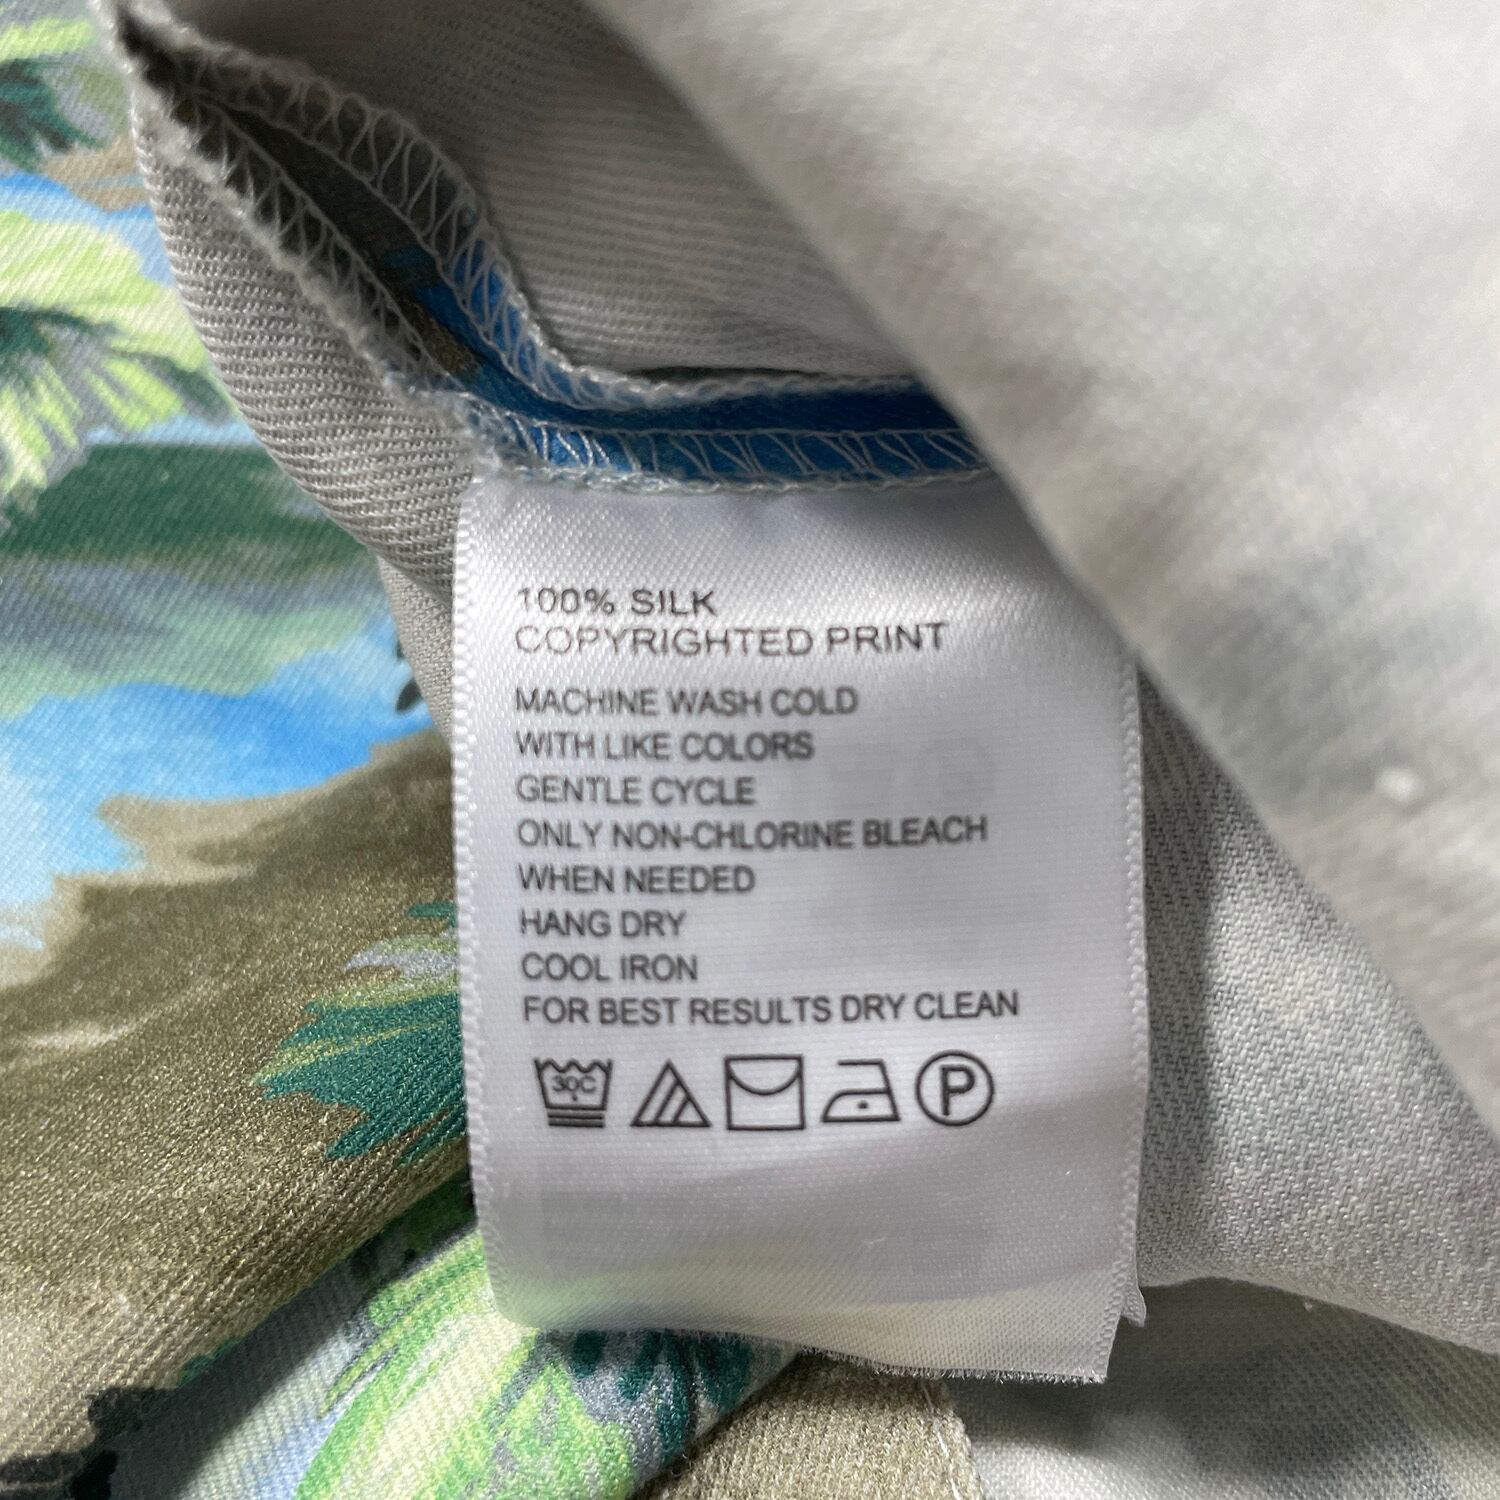 100% SILK
COPYRIGHTED PRINT
MACHINE WASH COLD
WITH LIKE COLORS
GENTLE CYCLE
ONLY NON-CHLORINE BLEACH
WHEN NEEDED
HANG DRY
COOL IRON
FOR BEST RESULTS DRY CLEAN
30C P